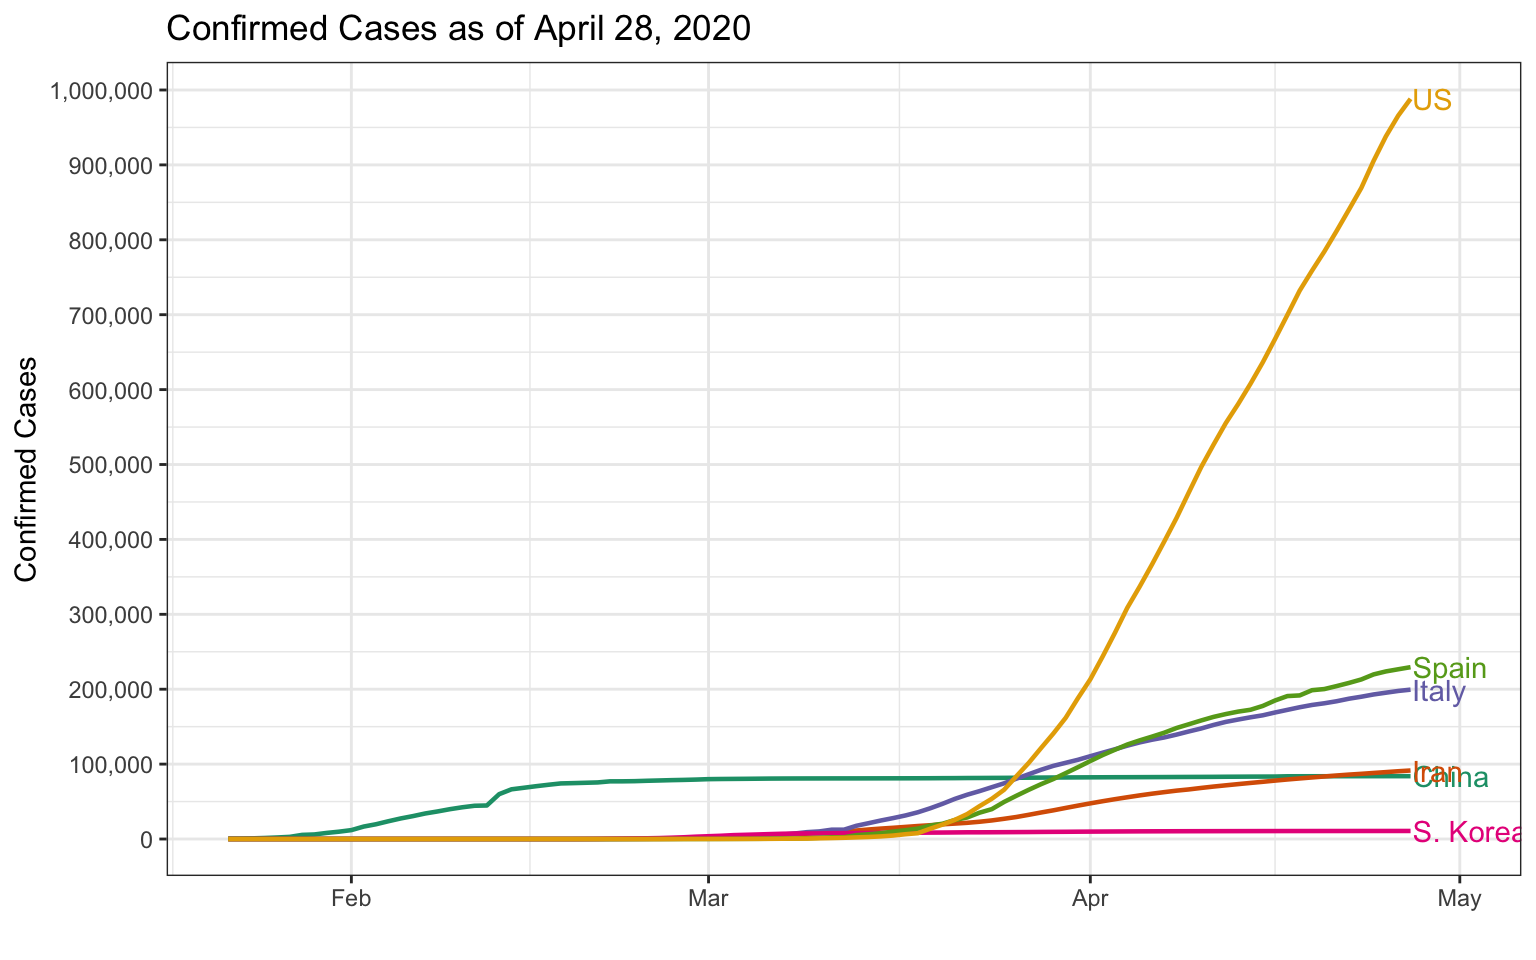 Confirmed Cases as of April 28, 2020
Confirmed Cases
1,000,000
900,000
800,000
700,000
600,000
500,000
400,000
300,000
200,000
100,000
0
US
Spain
Italy
Iran
China
S. Korea
Feb Mar Apr May